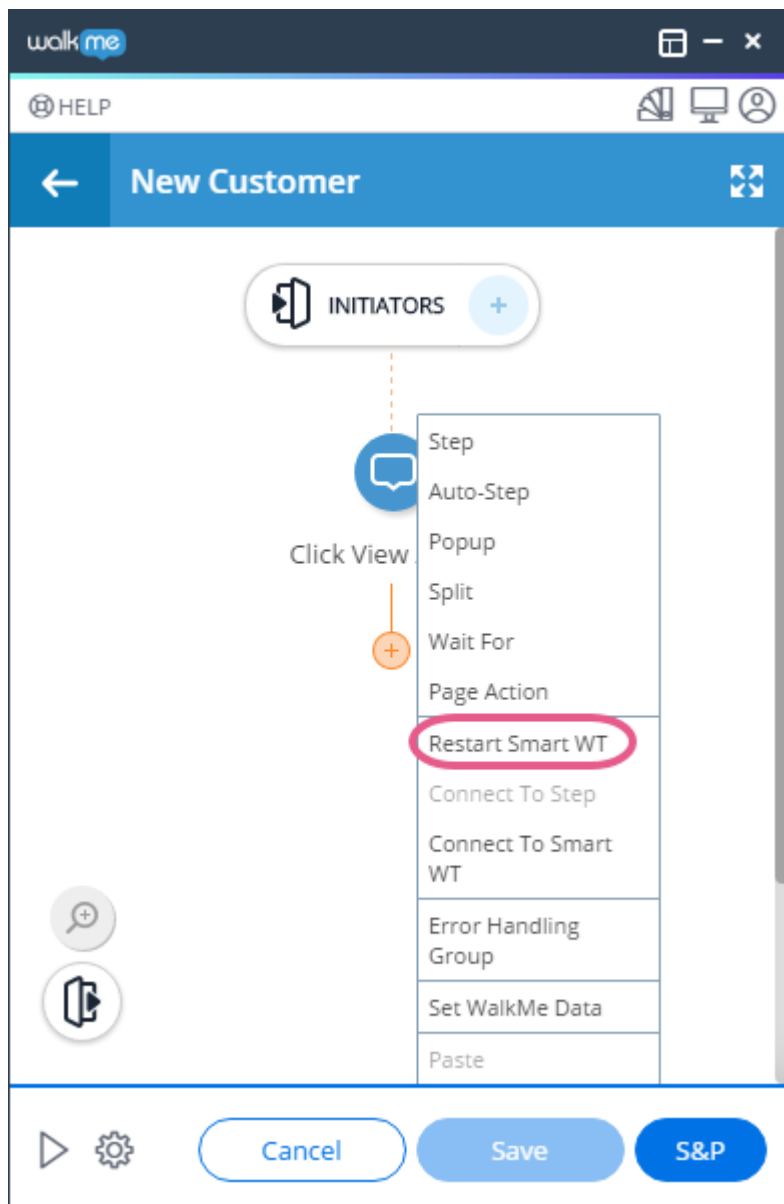 walkme
HELP
New Customer
INITIATORS
Click View
Step
Auto-Step
Popup
Split
Wait For
Page Action
Restart Smart WT
Connect To Step
Connect To Smart
WT
Error Handling
Group
Set WalkMe Data
Paste
Cancel
Save
S&P